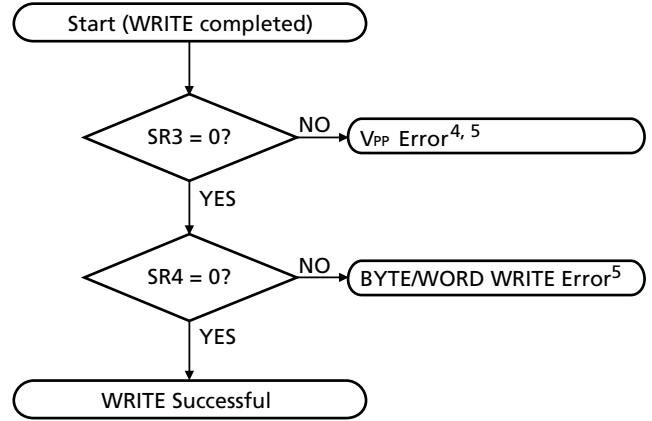 Start (WRITE completed)
SR3 = 0?
NO
VPP Error4, 5
YES
SR4 = 0?
NO
BYTE/WORD WRITE Error5
YES
WRITE Successful